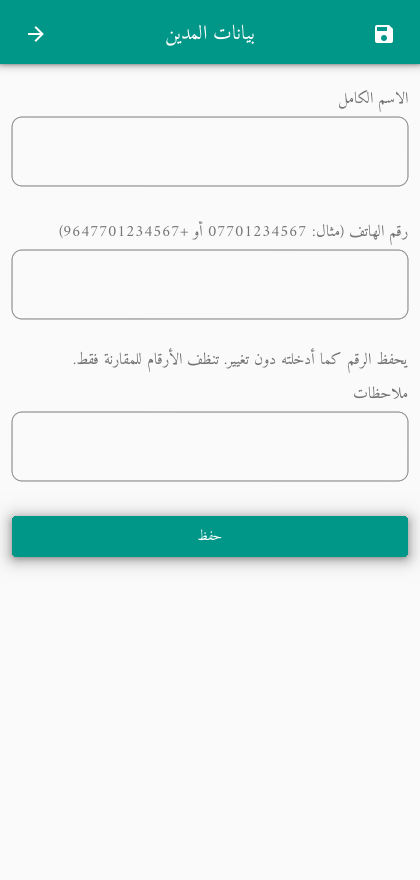 بيانات المدين
الاسم الكامل
رقم الهاتف (مثال: 07701234567 أو +9647701234567)
يحفظ الرقم كما أدخلته دون تغيير. تنظف الأرقام للمقارنة فقط.
ملاحظات
حفظ